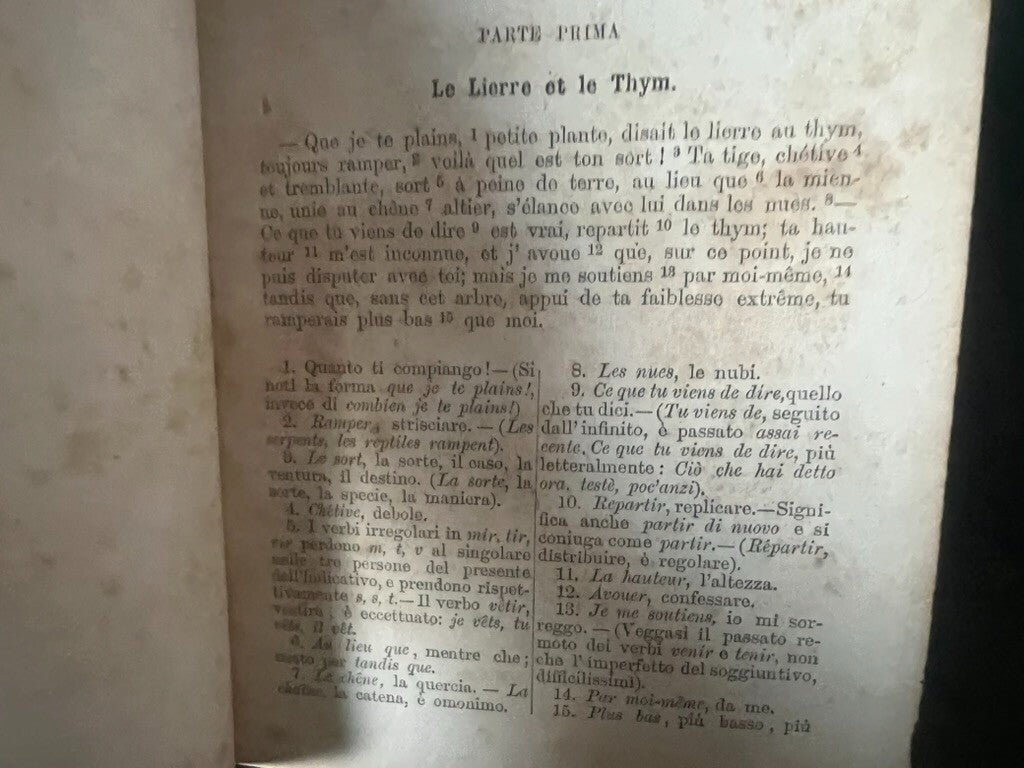 PARTE PRIMA
Le Lierre et le Thym.
— Que je te plains, 1 petite plante, disait le lierre au thym,
toujours ramper, 2 voilà quel est ton sort ! 3 Ta tige, chétive 4
et tremblante, sort 5 à peine de terre, au lieu que 6 la mien-
ne, unie au chêne 7 altier, s'élance avec lui dans les nues. 8 —
Ce que tu viens de dire 9 est vrai, repartit 10 le thym; ta hau-
teur 11 m'est inconnue, et j' avoue 12 que, sur ce point, je ne
puis disputer avec toi; mais je me soutiens 13 par moi-même, 14
tandis que, sans cet arbre, appui de ta faiblesse extrême, tu
ramperais plus bas 15 que moi.
1. Quanto ti compiango! — (Si
noti la forma que je te plains!,
invece di combien je te plains!)
2. Ramper, strisciare. — (Les
serpents, les reptiles rampent).
3. Le sort, la sorte, il caso, la
ventura, il destino. (La sorte, la
sorte, la specie, la maniera).
4. Chétive, debole.
5. I verbi irregolari in mir, tir,
vir perdono m, t, v al singolare
nelle tre persone del presente
dell'Indicativo, e prendono rispet-
tivamente s, s, t. — Il verbo vêtir,
vestire, è eccettuato: je vêts, tu
vêts, il vêt.
6. Au lieu que, mentre che;
meglio tandis que.
7. Le chêne, la quercia. — La
chaîne, la catena, è omonimo.
8. Les nues, le nubi.
9. Ce que tu viens de dire, quello
che tu dici. — (Tu viens de, seguito
dall'infinito, è passato assai re-
cente. Ce que tu viens de dire, più
letteralmente : Ciò che hai detto
ora, testè, poc'anzi).
10. Repartir, replicare. — Signi-
fica anche partir di nuovo e si
coniuga come partir. — (Rêpartir,
distribuire, è regolare).
11. La hauteur, l'altezza.
12. Avouer, confessare.
13. Je me soutiens, io mi sor-
reggo. — (Veggasi il passato re-
moto dei verbi venir e tenir, non
che l'imperfetto del soggiuntivo,
difficilissimi).
14. Par moi-même, da me.
15. Plus bas, più basso, più